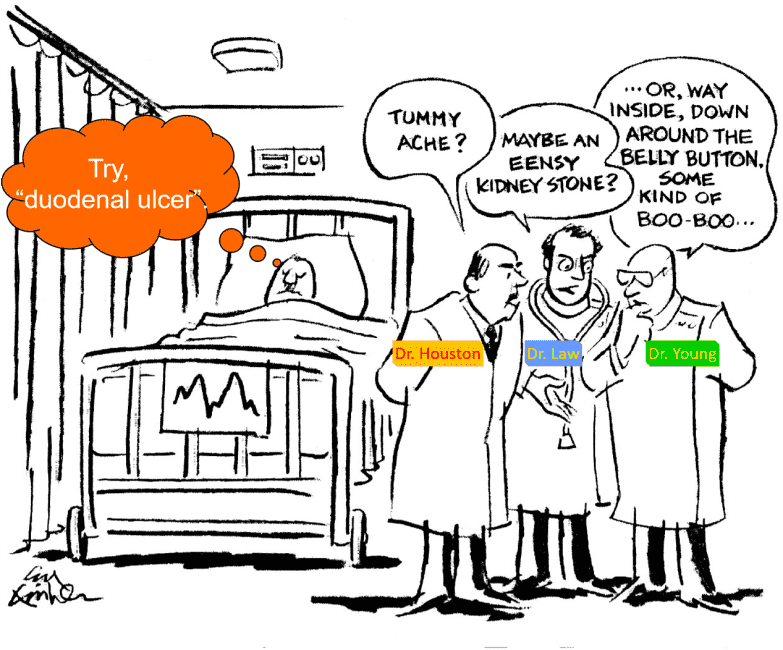 Try,
“duodenal ulcer”.
TUMMY
ACHE?
MAYBE AN
EENSY
KIDNEY STONE?
...OR, WAY
INSIDE, DOWN
AROUND THE
BELLY BUTTON,
SOME
KIND OF
BOO-BOO...
Dr. Houston
Dr. Law
Dr. Young